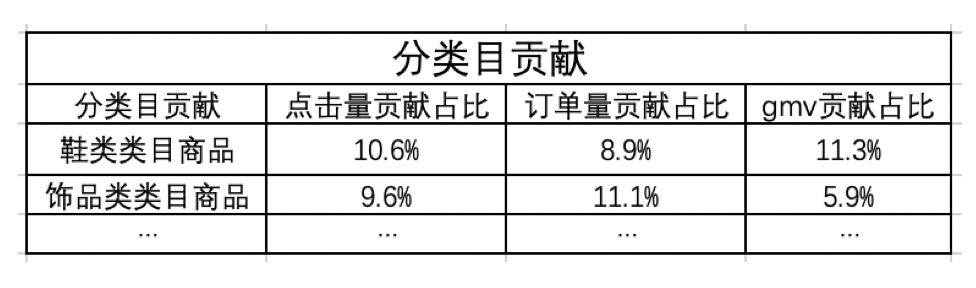 分类目贡献
分类目贡献 点击量贡献占比 订单量贡献占比 gmv贡献占比
鞋类类目商品 10.6% 8.9% 11.3%
饰品类类目商品 9.6% 11.1% 5.9%
... ... ... ...